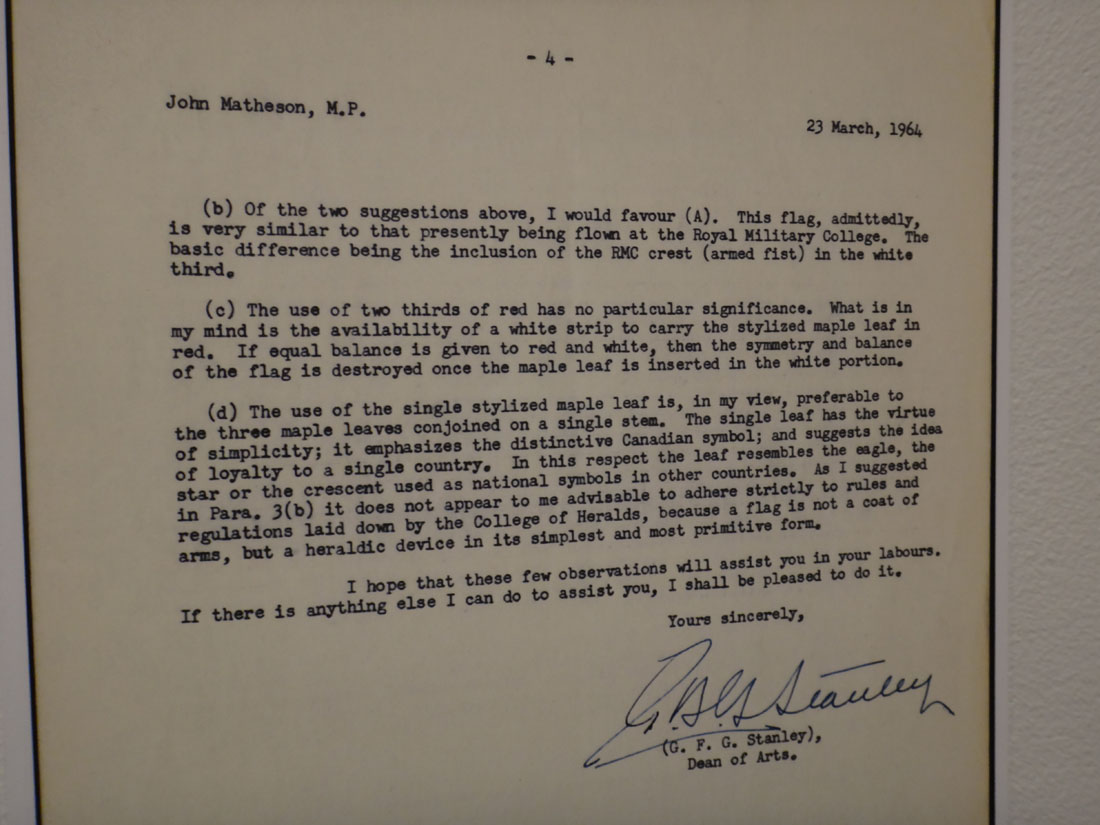 - 4 -
John Matheson, M.P.
23 March, 1964
(b) Of the two suggestions above, I would favour (A). This flag, admittedly,
is very similar to that presently being flown at the Royal Military College. The
basic difference being the inclusion of the RMC crest (armed fist) in the white
third.
(c) The use of two thirds of red has no particular significance. What is in
my mind is the availability of a white strip to carry the stylized maple leaf in
red. If equal balance is given to red and white, then the symmetry and balance
of the flag is destroyed once the maple leaf is inserted in the white portion.
(d) The use of the single stylized maple leaf is, in my view, preferable to
the three maple leaves conjoined on a single stem. The single leaf has the virtue
of simplicity; it emphasizes the distinctive Canadian symbol; and suggests the idea
of loyalty to a single country. In this respect the leaf resembles the eagle, the
star or the crescent used as national symbols in other countries. As I suggested
in Para. 3(b) it does not appear to me advisable to adhere strictly to rules and
regulations laid down by the College of Heralds, because a flag is not a coat of
arms, but a heraldic device in its simplest and most primitive form.
I hope that these few observations will assist you in your labours.
If there is anything else I can do to assist you, I shall be pleased to do it.
Yours sincerely,
G.F.G. Stanley
(G. F. G. Stanley),
Dean of Arts.